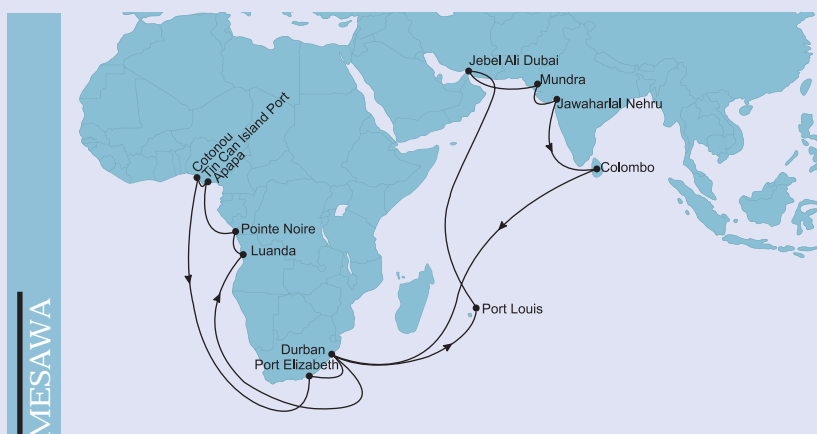 MESAWA
Jebel Ali Dubai
Mundra
Jawaharlal Nehru
Cotonou
Tin Can Island Port
Apapa
Colombo
Pointe Noire
Luanda
Port Louis
Durban
Port Elizabeth